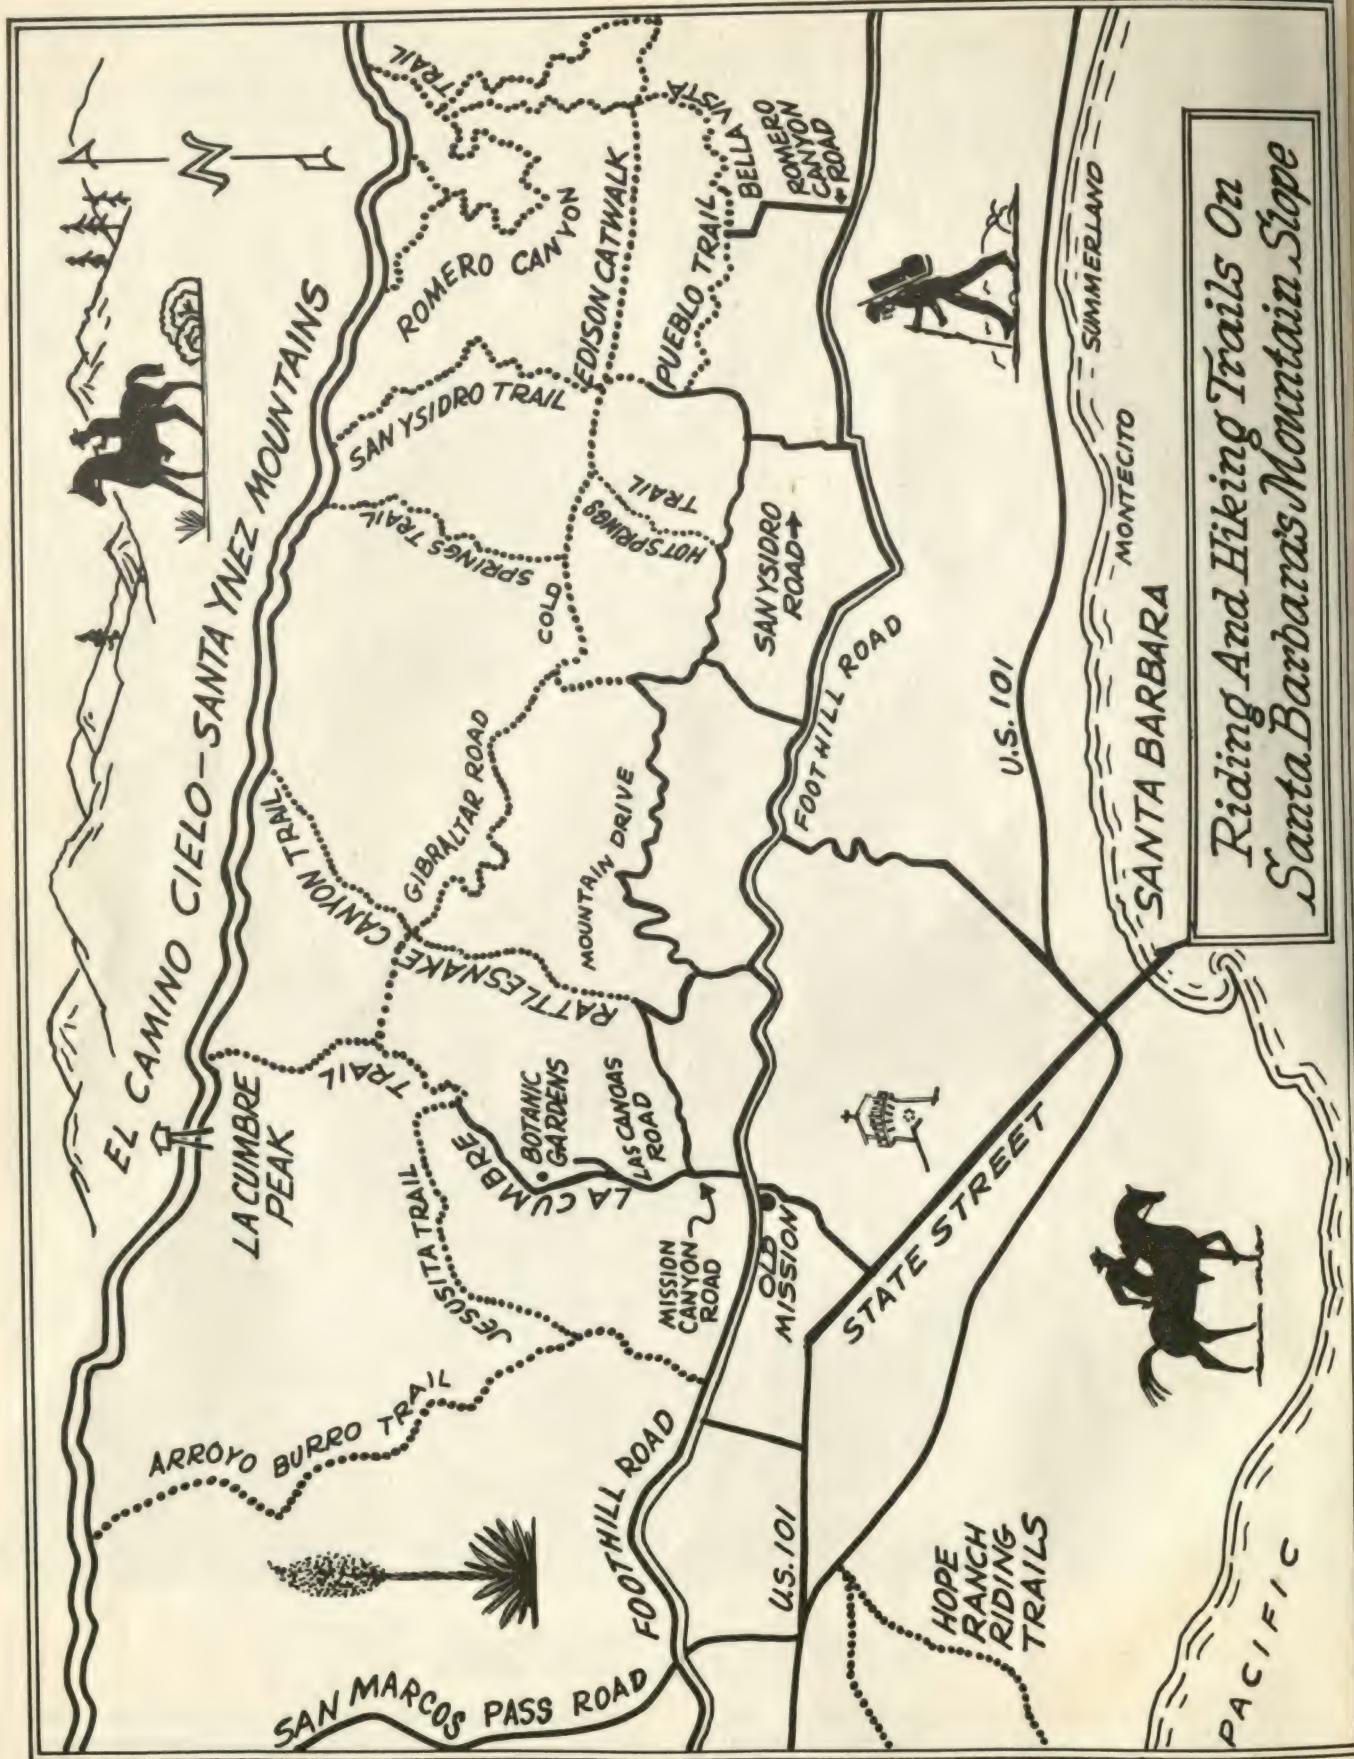 Riding And Hiking Trails On
Santa Barbara's Mountain Slope
N
EL CAMINO CIELO-SANTA YNEZ MOUNTAINS
LA CUMBRE
PEAK
ARROYO BURRO TRAIL
JESUSITA TRAIL
LA CUMBRE TRAIL
RATTLESNAKE CANYON TRAIL
GIBRALTAR ROAD
COLD SPRINGS TRAIL
SAN YSIDRO TRAIL
ROMERO CANYON TRAIL
EDISON CATWALK
HOT SPRINGS
TRAIL
PUEBLO TRAIL
BELLA VISTA
ROMERO
CANYON
ROAD
BOTANIC
GARDENS
LAS CANOAS
ROAD
MOUNTAIN DRIVE
SAN YSIDRO
ROAD
MISSION
CANYON
ROAD
OLD
MISSION
SAN MARCOS PASS ROAD
FOOTHILL ROAD
FOOTHILL ROAD
U.S. 101
U.S. 101
STATE STREET
HOPE
RANCH
RIDING
TRAILS
SANTA BARBARA
MONTECITO
SUMMERLAND
PACIFIC